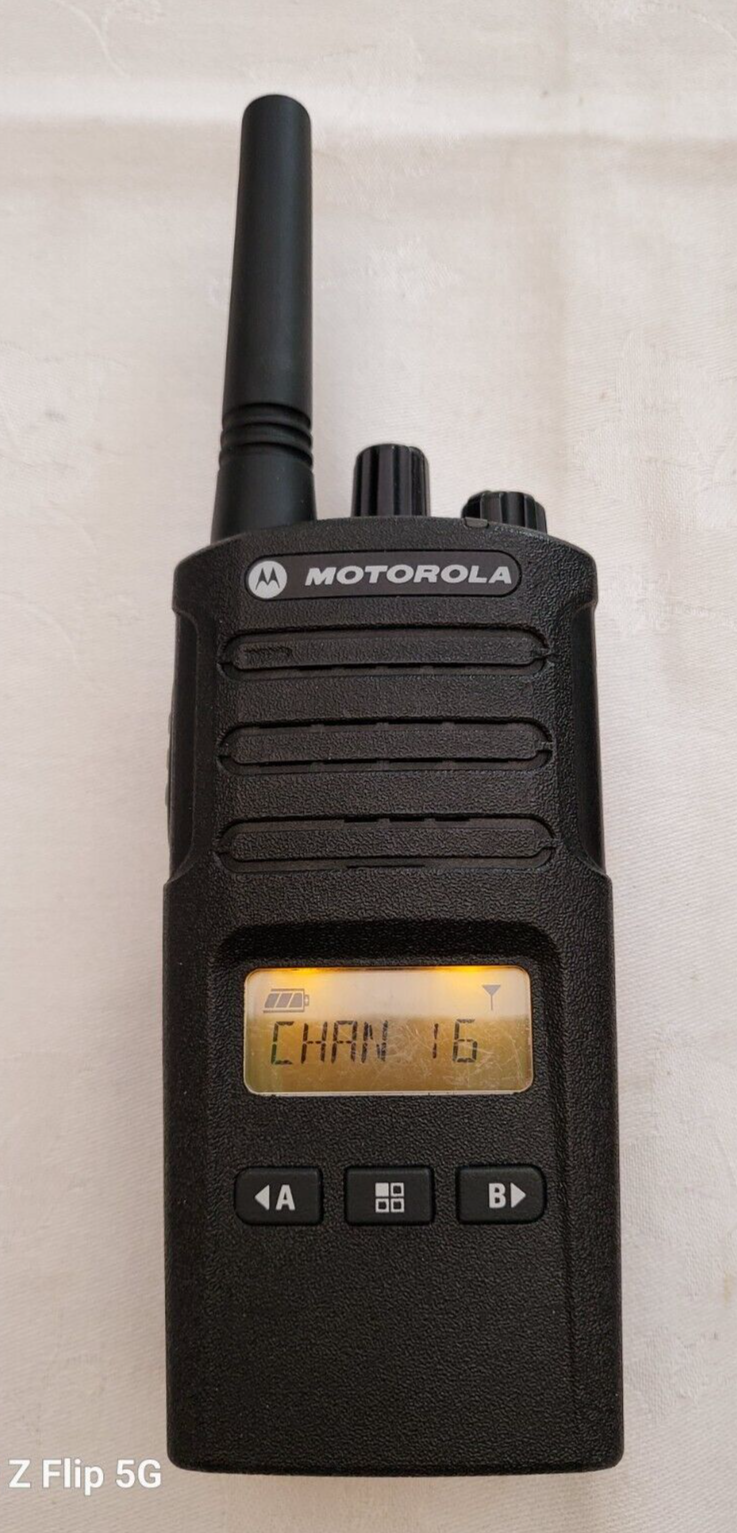 MOTOROLA
CHAN 16
A
B
Z Flip 5G